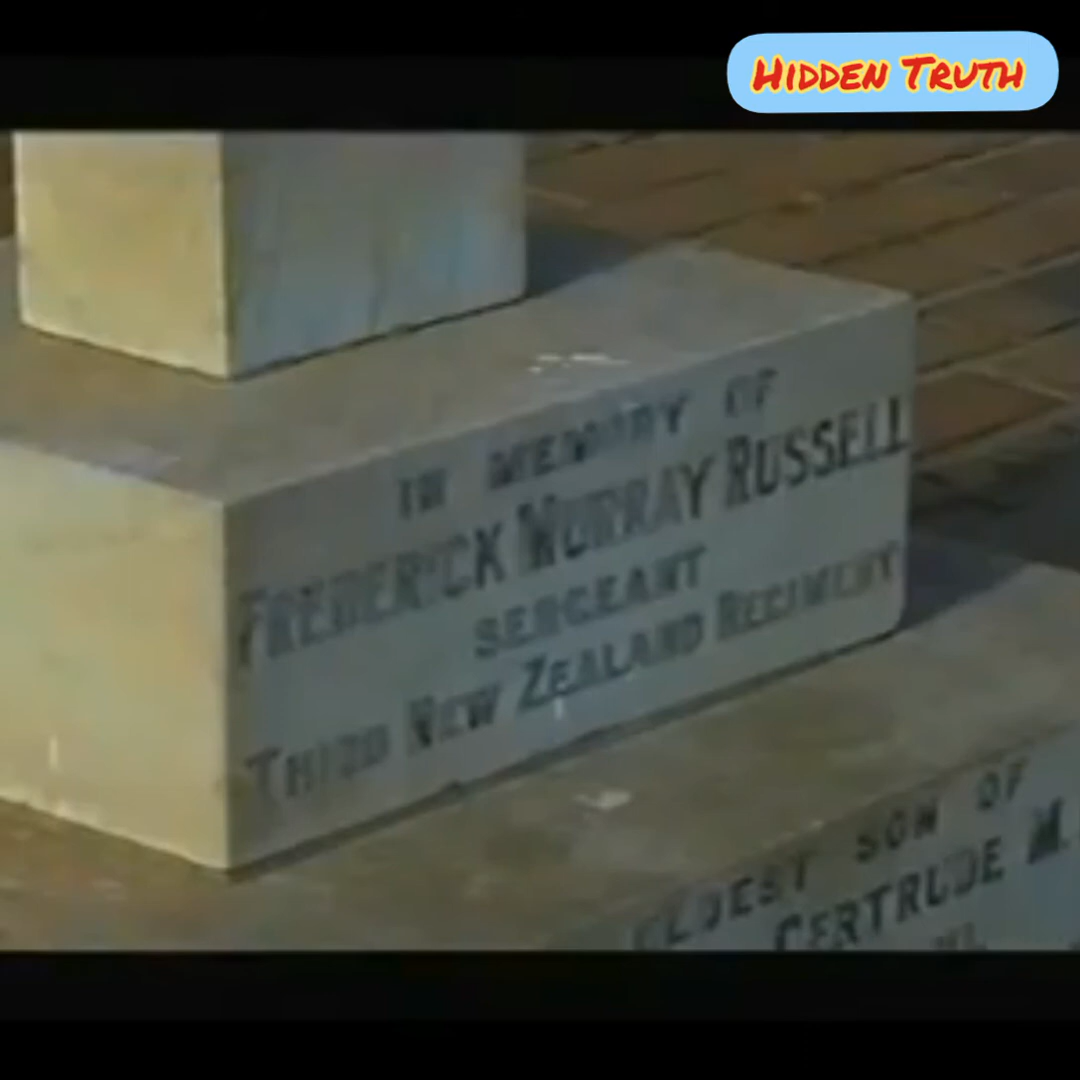 HIDDEN TRUTH
IN MEMORY OF
FREDERICK MURRAY RUSSELL
SERGEANT
THIRD NEW ZEALAND REGIMENT
ELDEST SON OF
GERTRUDE M.